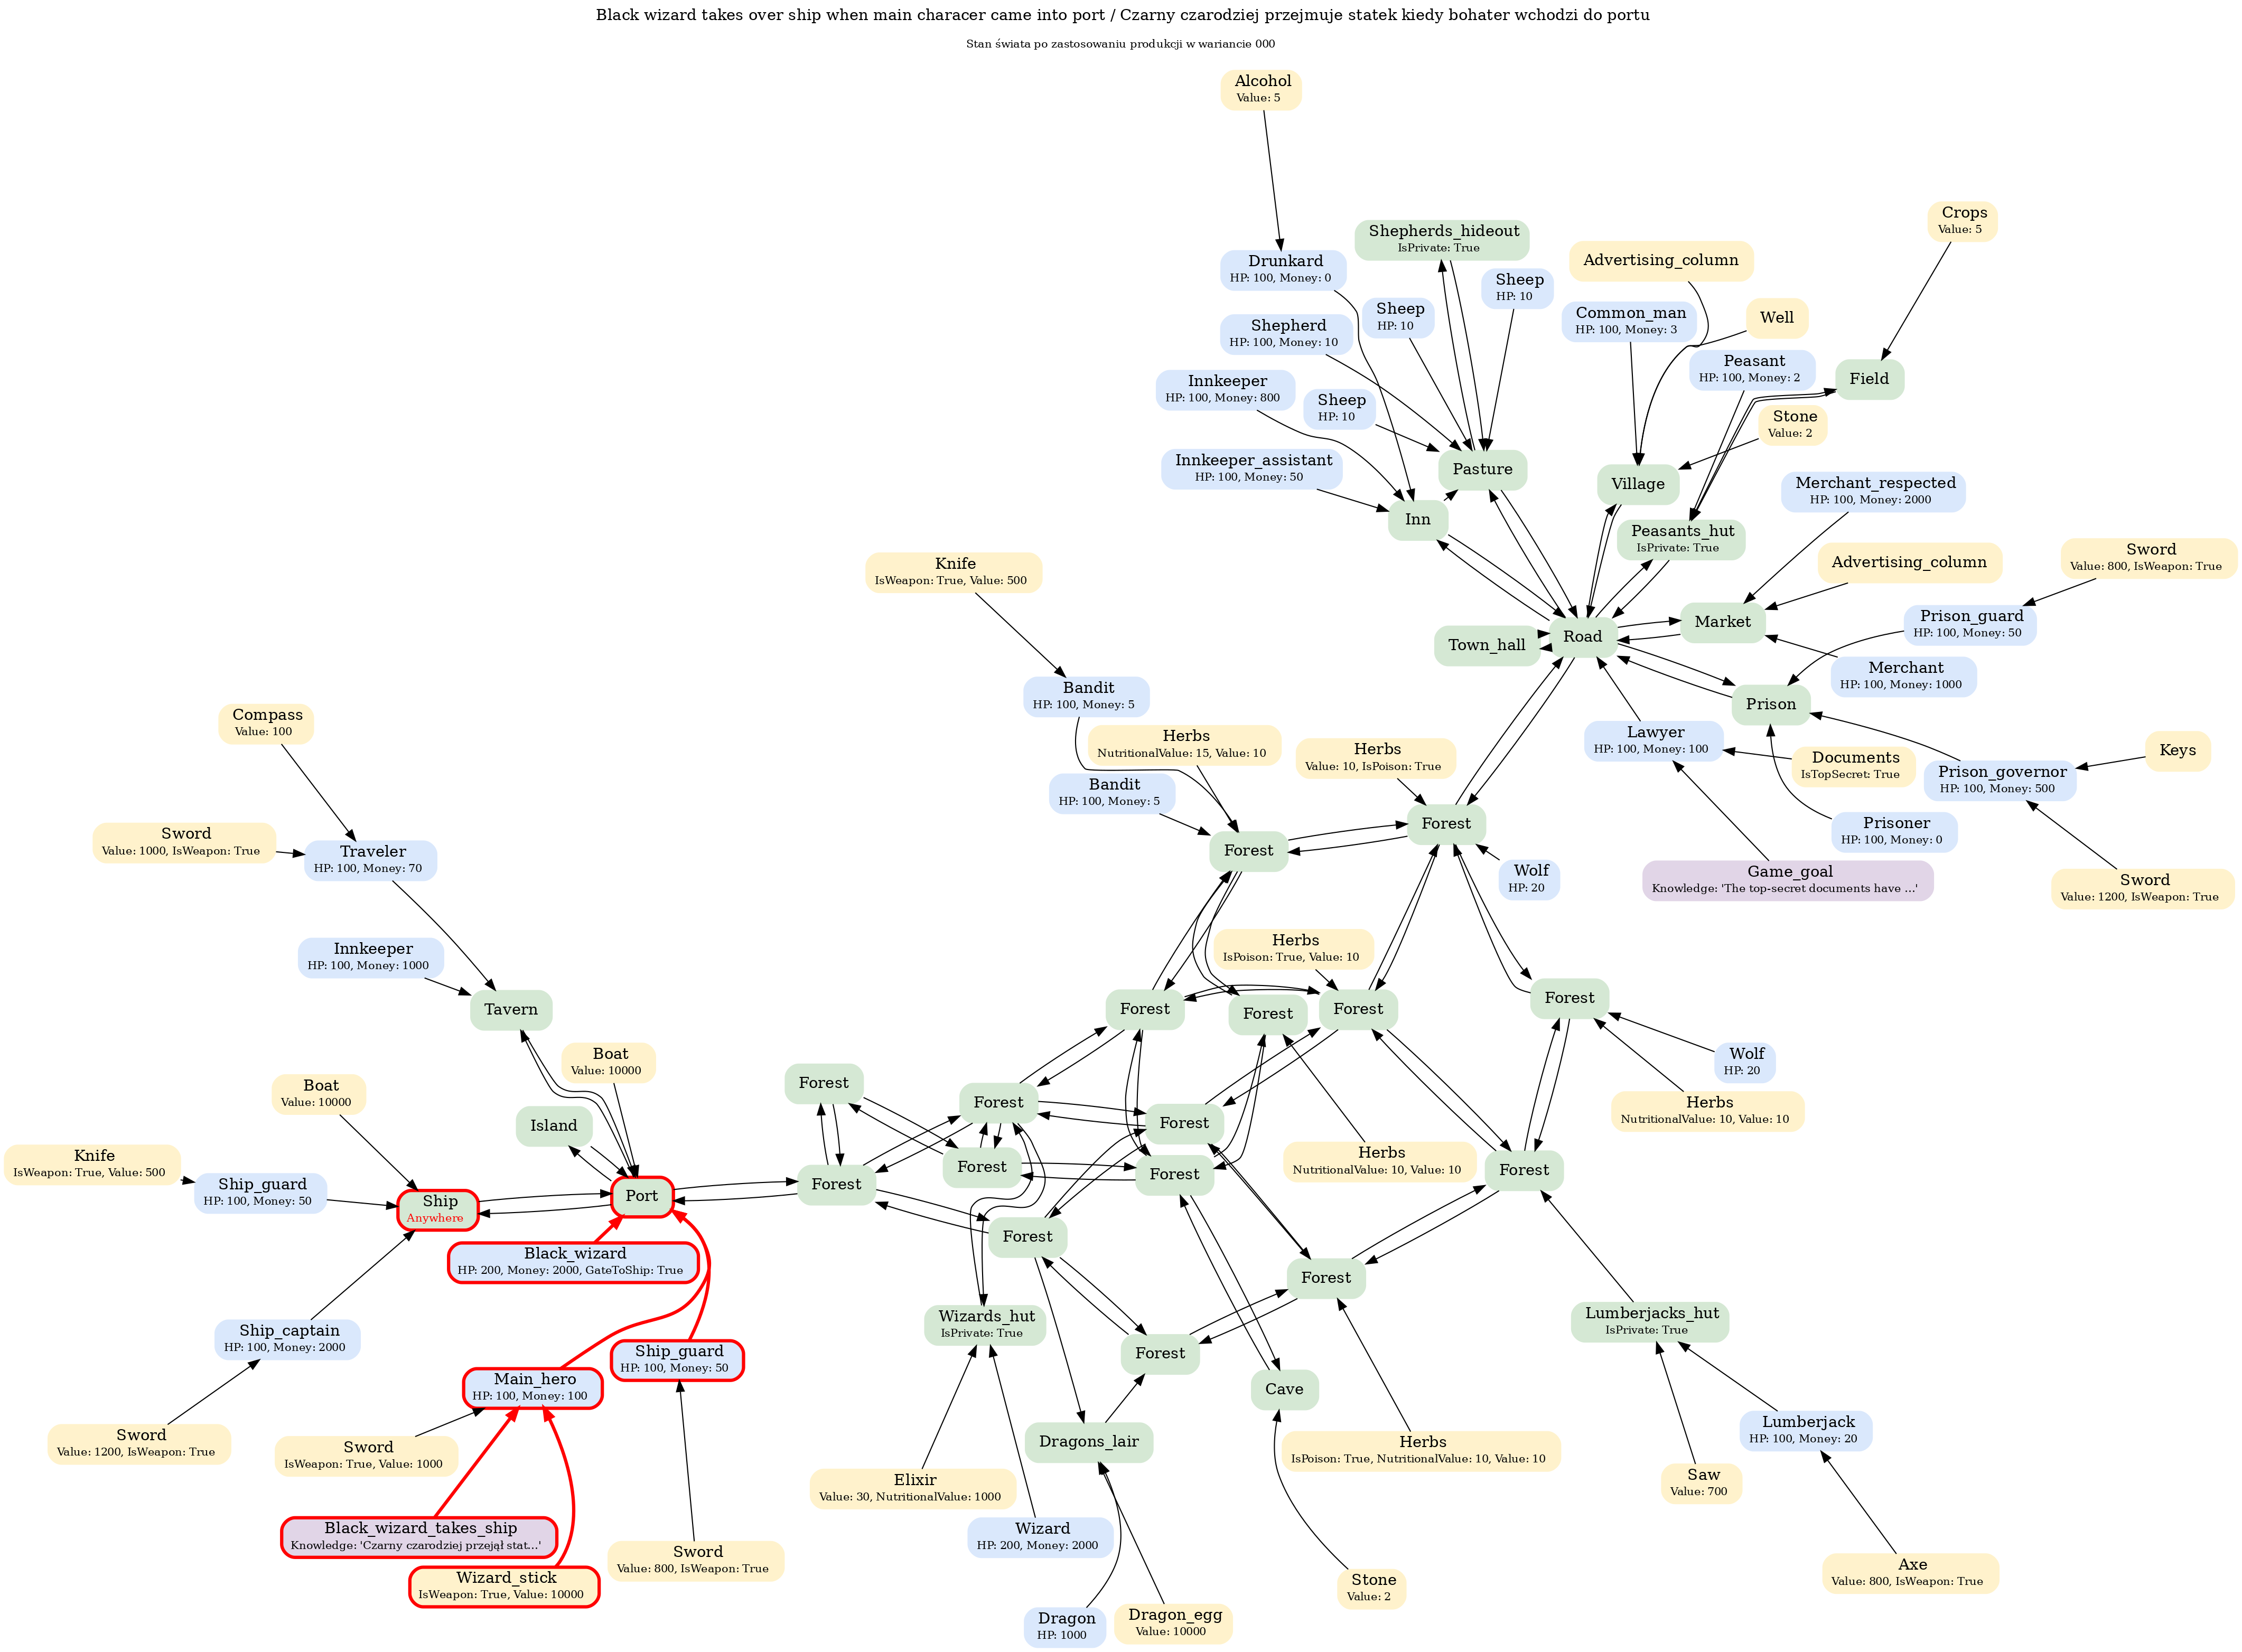 Black wizard takes over ship when main characer came into port / Czarny czarodziej przejmuje statek kiedy bohater wchodzi do portu
Stan świata po zastosowaniu produkcji w wariancie 000
Alcohol
Value: 5
Crops
Value: 5
Shepherds_hideout
IsPrivate: True
Advertising_column
Drunkard
HP: 100, Money: 0
Sheep
HP: 10
Sheep
HP: 10
Common_man
HP: 100, Money: 3
Well
Shepherd
HP: 100, Money: 10
Peasant
HP: 100, Money: 2
Field
Innkeeper
HP: 100, Money: 800
Sheep
HP: 10
Stone
Value: 2
Innkeeper_assistant
HP: 100, Money: 50
Pasture
Village
Merchant_respected
HP: 100, Money: 2000
Inn
Peasants_hut
IsPrivate: True
Knife
IsWeapon: True, Value: 500
Advertising_column
Sword
Value: 800, IsWeapon: True
Market
Prison_guard
HP: 100, Money: 50
Road
Town_hall
Merchant
HP: 100, Money: 1000
Bandit
HP: 100, Money: 5
Prison
Compass
Value: 100
Herbs
NutritionalValue: 15, Value: 10
Herbs
Value: 10, IsPoison: True
Lawyer
HP: 100, Money: 100
Documents
IsTopSecret: True
Keys
Prison_governor
HP: 100, Money: 500
Bandit
HP: 100, Money: 5
Forest
Prisoner
HP: 100, Money: 0
Sword
Value: 1000, IsWeapon: True
Traveler
HP: 100, Money: 70
Forest
Wolf
HP: 20
Game_goal
Knowledge: 'The top-secret documents have ...'
Sword
Value: 1200, IsWeapon: True
Innkeeper
HP: 100, Money: 1000
Herbs
IsPoison: True, Value: 10
Tavern
Forest
Forest
Forest
Forest
Boat
Value: 10000
Wolf
HP: 20
Boat
Value: 10000
Forest
Forest
Herbs
NutritionalValue: 10, Value: 10
Island
Forest
Knife
IsWeapon: True, Value: 500
Ship_guard
HP: 100, Money: 50
Forest
Forest
Herbs
NutritionalValue: 10, Value: 10
Forest
Ship
Anywhere
Port
Forest
Forest
Black_wizard
HP: 200, Money: 2000, GateToShip: True
Forest
Wizards_hut
IsPrivate: True
Lumberjacks_hut
IsPrivate: True
Ship_captain
HP: 100, Money: 2000
Ship_guard
HP: 100, Money: 50
Forest
Main_hero
HP: 100, Money: 100
Cave
Sword
Value: 1200, IsWeapon: True
Sword
IsWeapon: True, Value: 1000
Dragons_lair
Herbs
IsPoison: True, NutritionalValue: 10, Value: 10
Lumberjack
HP: 100, Money: 20
Elixir
Value: 30, NutritionalValue: 1000
Saw
Value: 700
Black_wizard_takes_ship
Knowledge: 'Czarny czarodziej przejął stat...'
Wizard
HP: 200, Money: 2000
Sword
Value: 800, IsWeapon: True
Wizard_stick
IsWeapon: True, Value: 10000
Stone
Value: 2
Axe
Value: 800, IsWeapon: True
Dragon
HP: 1000
Dragon_egg
Value: 10000